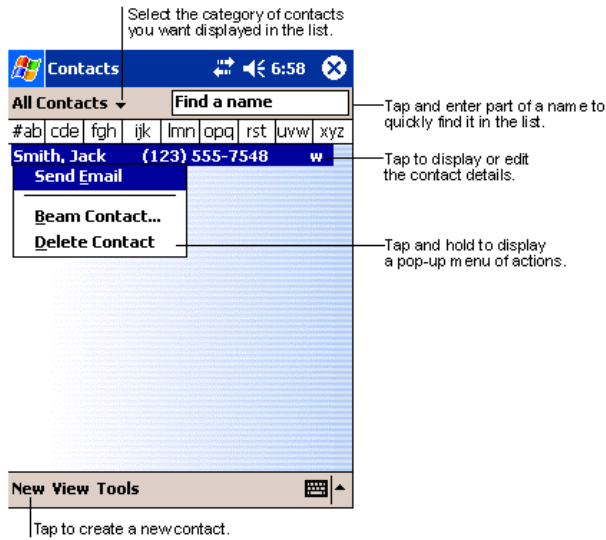 Select the category of contacts
you want displayed in the list.
Contacts 6:58
All Contacts Find a name
Tap and enter part of a name to
quickly find it in the list.
#ab cde fgh ijk lmn opq rst uvw xyz
Smith, Jack (123) 555-7548 w
Tap to display or edit
the contact details.
Send Email
Beam Contact...
Delete Contact
Tap and hold to display
a pop-up menu of actions.
New View Tools
Tap to create a new contact.